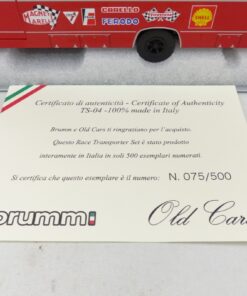 MAGNETI MARELLI
CARELLO
FERODO
SHELL
Certificato di autenticità - Certificate of Authenticity
TS-04 -100% made in Italy
Brumm e Old Cars ti ringraziano per l'acquisto.
Questo Race Transporter Set è stato prodotto
interamente in Italia in soli 500 esemplari numerati.
Si certifica che questo esemplare è il numero: N. 075/500
brumm
Old Cars